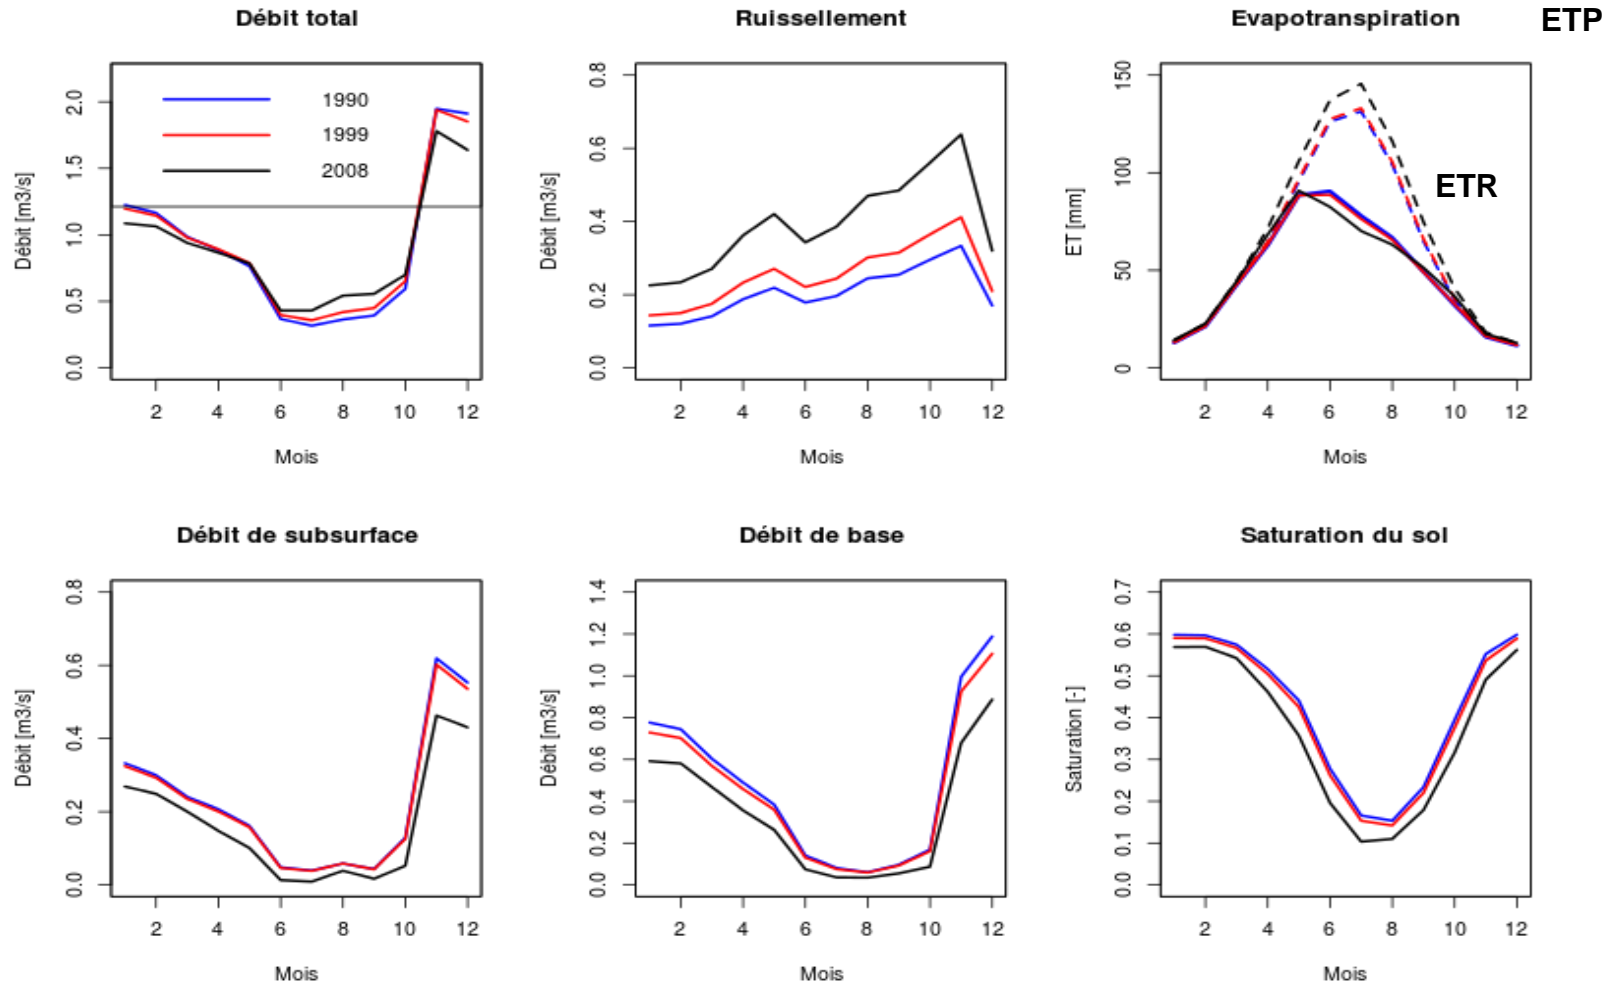 Débit total
Débit [m3/s]
0.0 0.5 1.0 1.5 2.0
1990
1999
2008
2 4 6 8 10 12
Mois
Ruissellement
Débit [m3/s]
0.0 0.2 0.4 0.6 0.8
2 4 6 8 10 12
Mois
Evapotranspiration
ETP
ETR
ET [mm]
0 50 100 150
2 4 6 8 10 12
Mois
Débit de subsurface
Débit [m3/s]
0.0 0.2 0.4 0.6 0.8
2 4 6 8 10 12
Mois
Débit de base
Débit [m3/s]
0.0 0.2 0.4 0.6 0.8 1.0 1.2 1.4
2 4 6 8 10 12
Mois
Saturation du sol
Saturation [-]
0.0 0.1 0.2 0.3 0.4 0.5 0.6 0.7
2 4 6 8 10 12
Mois